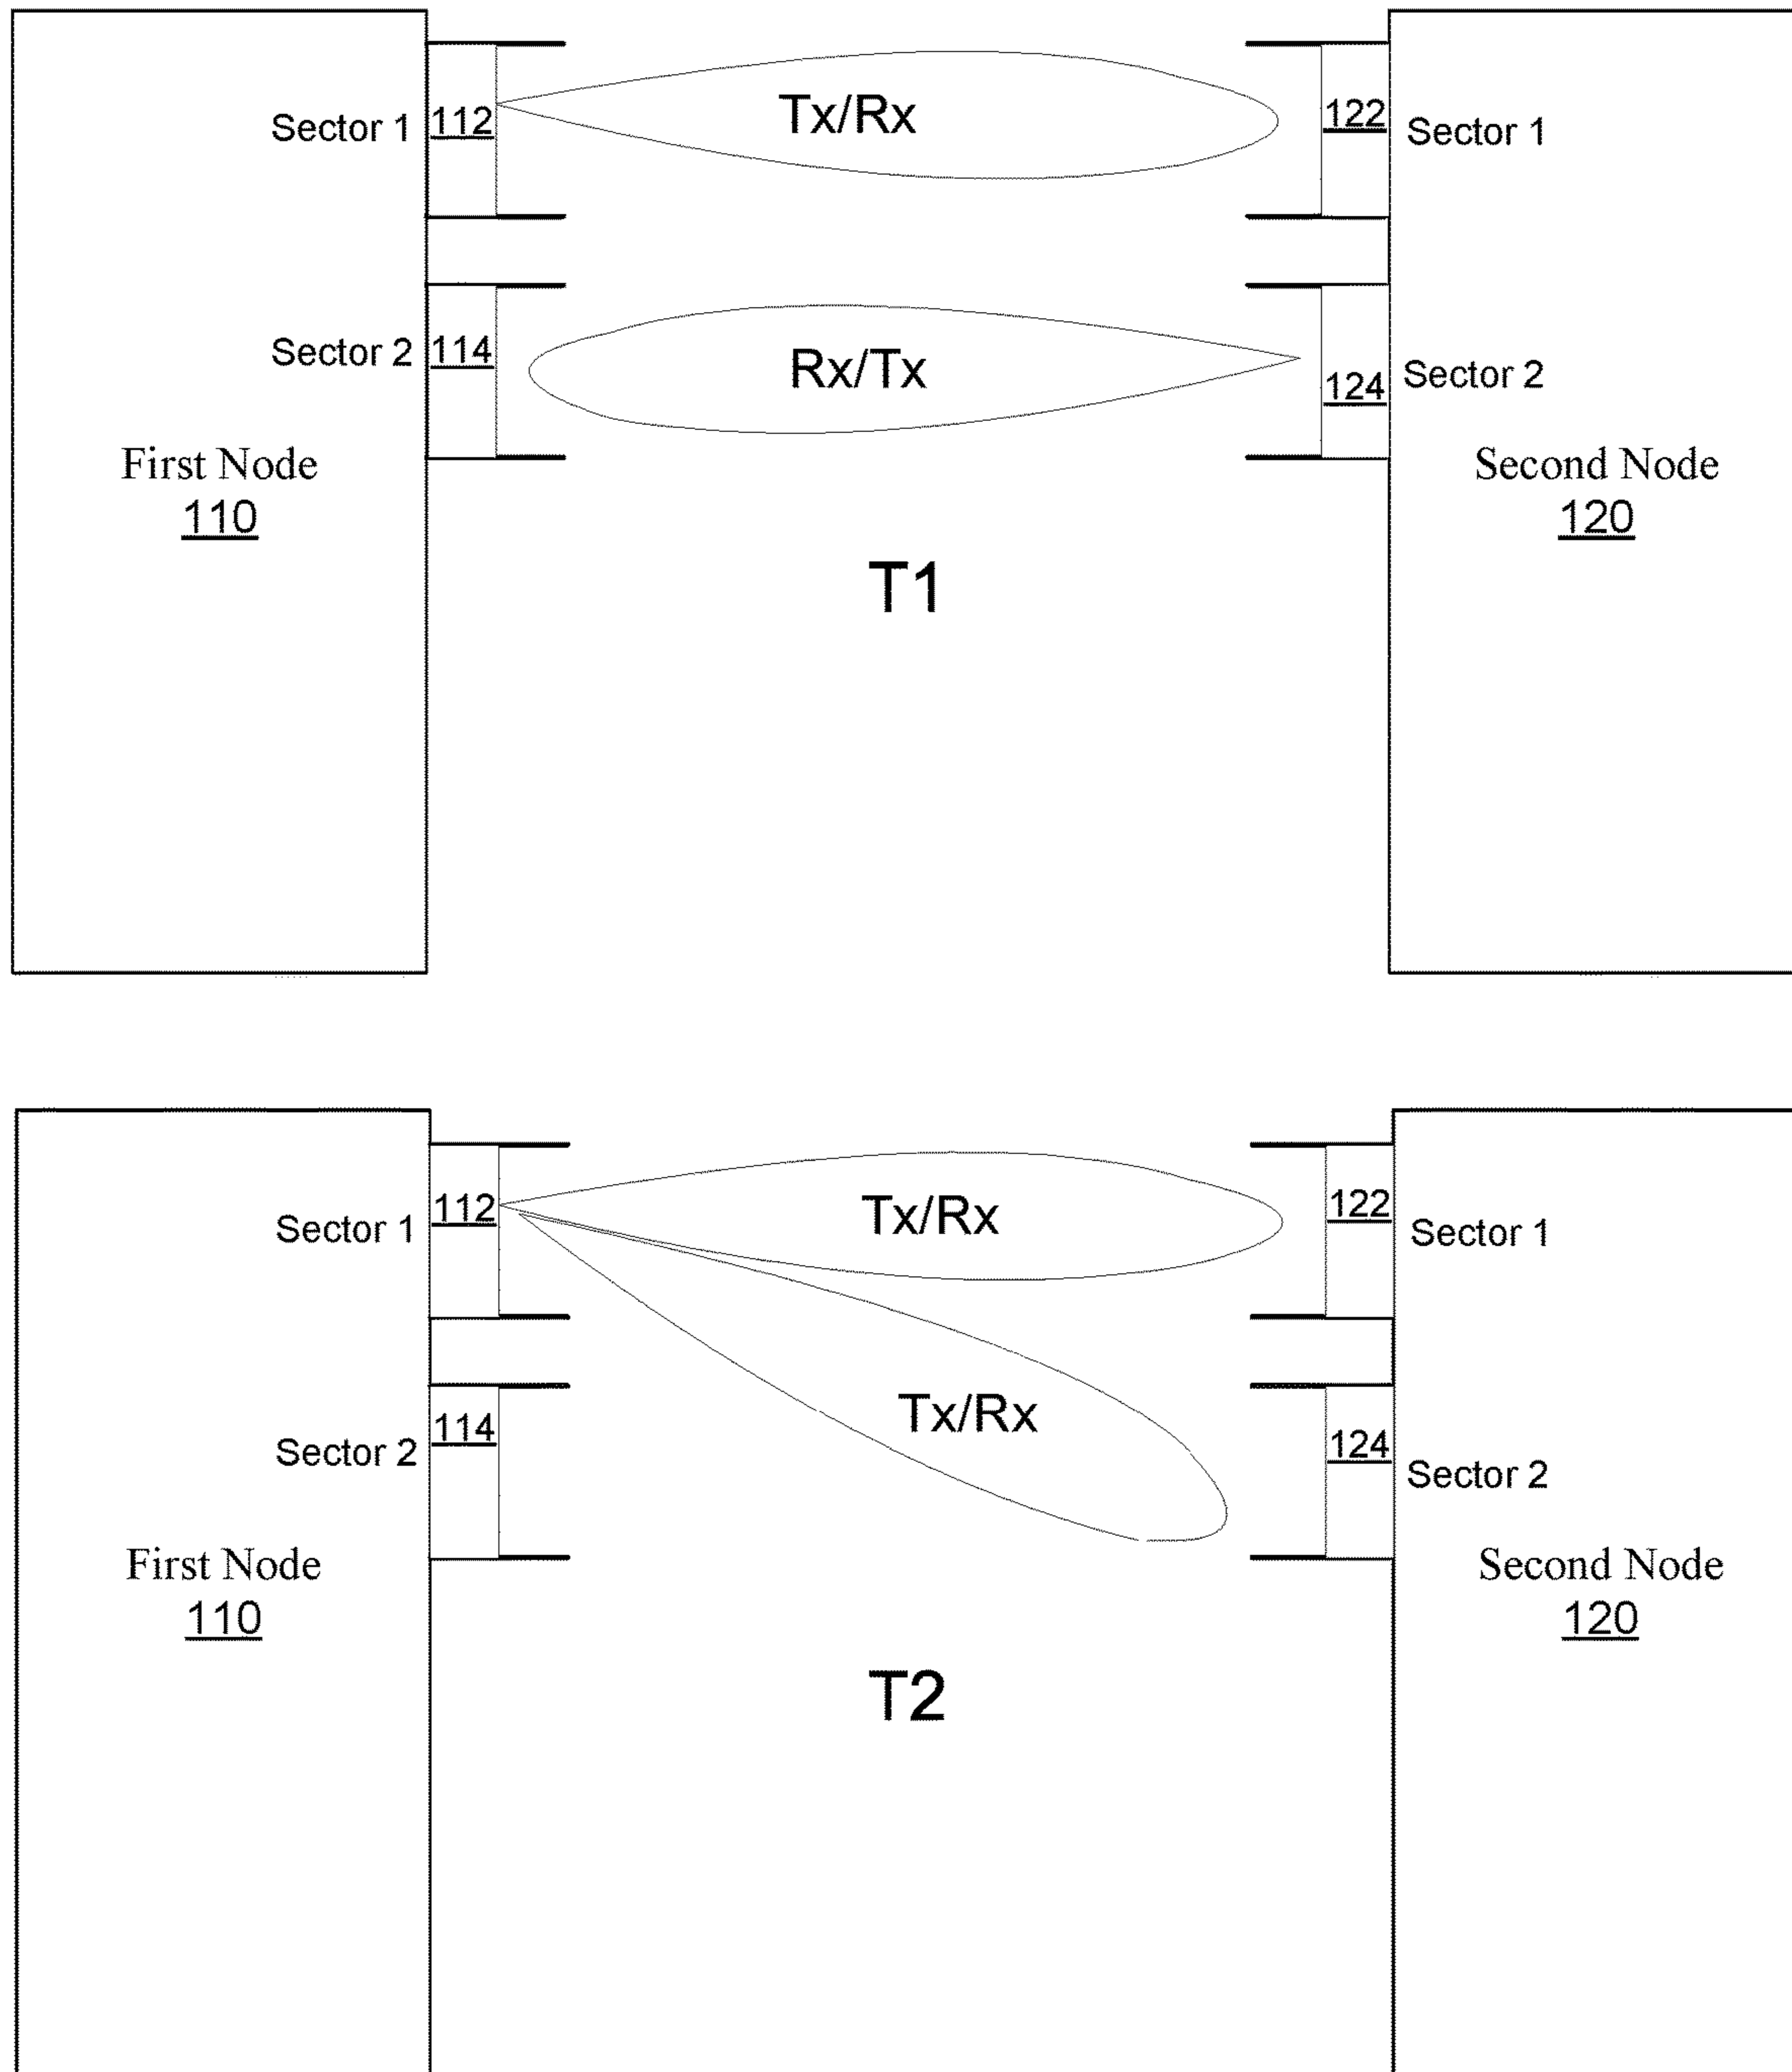 Tx/Rx
Sector 1 112
122 Sector 1
Sector 2 114
Rx/Tx
124 Sector 2
First Node
110
Second Node
120
T1
Sector 1 112
Tx/Rx
122 Sector 1
Sector 2 114
Tx/Rx
124 Sector 2
First Node
110
Second Node
120
T2